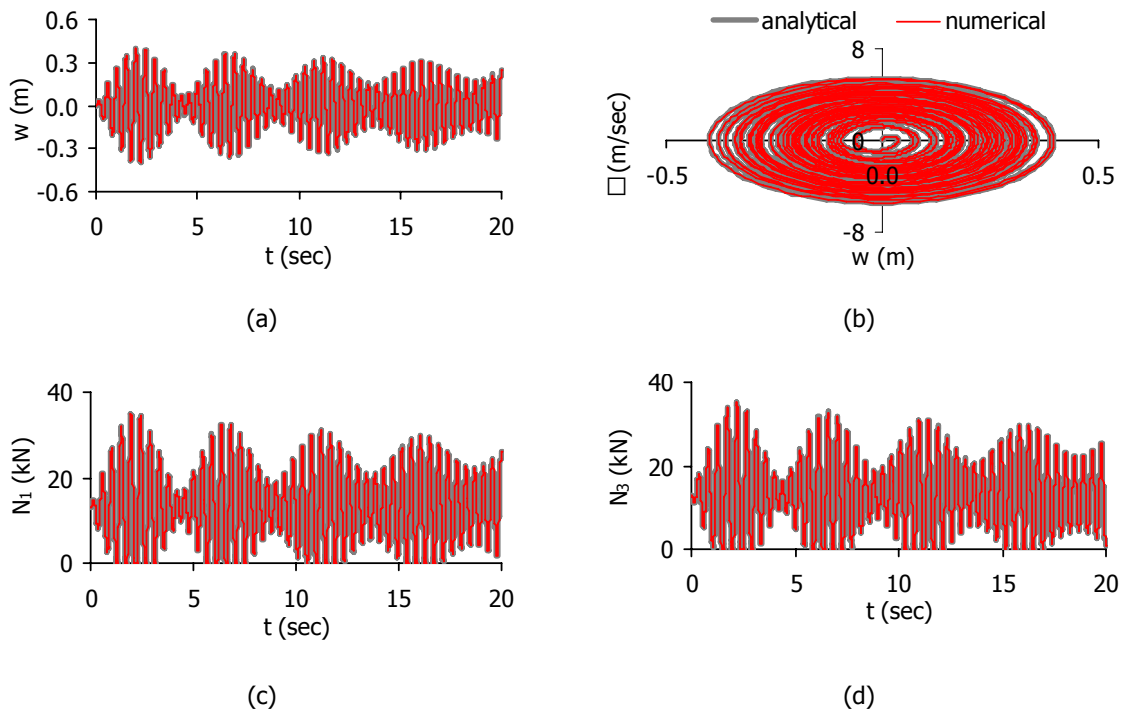 0.6
0.3
0.0
-0.3
-0.6
w (m)
0 5 10 15 20
t (sec)
(a)
analytical numerical
8
0
-8
-0.5 0.0 0.5
□ (m/sec)
w (m)
(b)
40
20
0
N₁ (kN)
0 5 10 15 20
t (sec)
(c)
40
20
0
N₃ (kN)
0 5 10 15 20
t (sec)
(d)